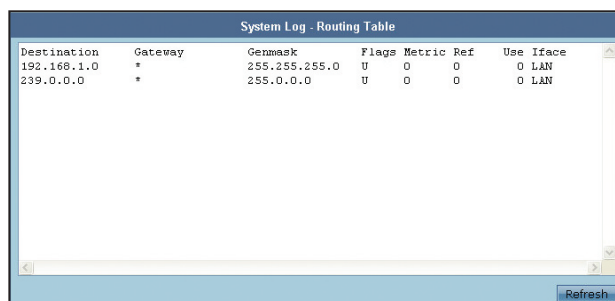 System Log - Routing Table
Destination Gateway Genmask Flags Metric Ref Use Iface
192.168.1.0 * 255.255.255.0 U 0 0 0 LAN
239.0.0.0 * 255.0.0.0 U 0 0 0 LAN
Refresh